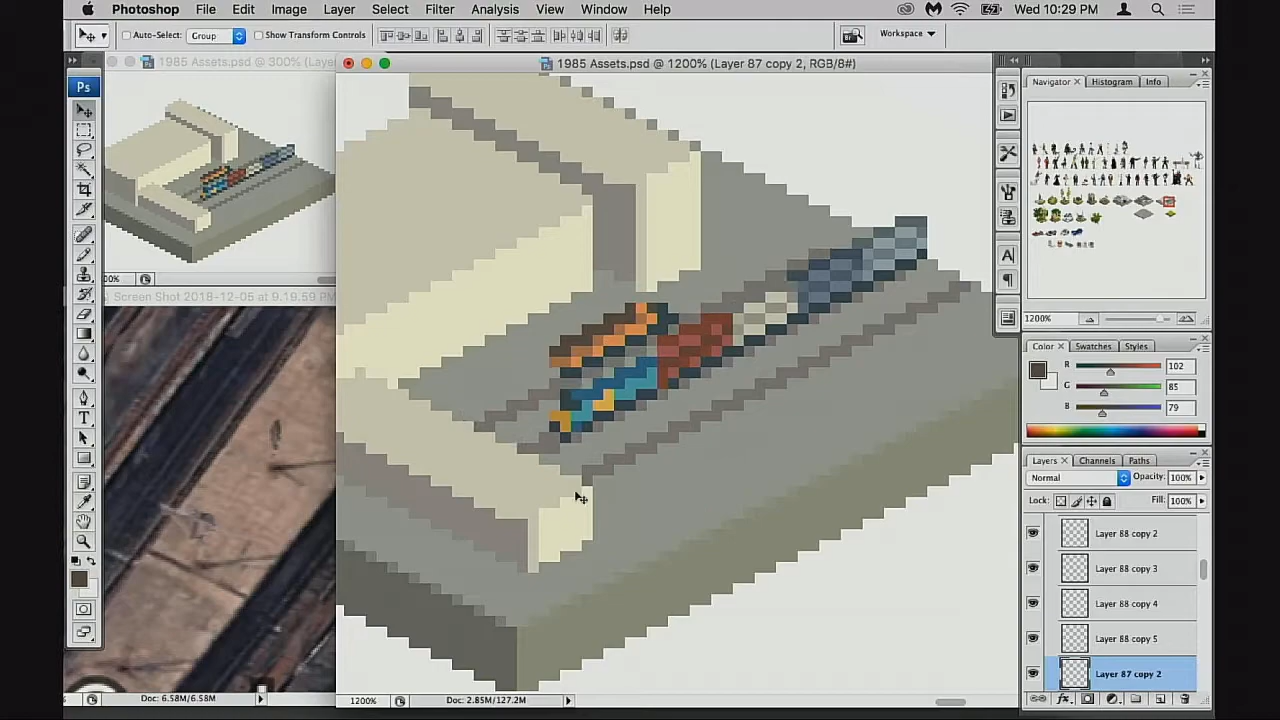 Photoshop File Edit Image Layer Select Filter Analysis View Window Help Wed 10:29 PM
Auto-Select: Group Show Transform Controls Workspace
1985 Assets.psd @ 300% (Laye
1985 Assets.psd @ 1200% (Layer 87 copy 2, RGB/8#)
Ps
Navigator Histogram Info
1200%
Color Swatches Styles
R 102
G 85
B 79
Layers Channels Paths
Normal Opacity: 100%
Lock: Fill: 100%
Layer 88 copy 2
Layer 88 copy 3
Layer 88 copy 4
Layer 88 copy 5
Layer 87 copy 2
00%
Screen Shot 2018-12-05 at 9.19.59 PM
% Doc: 6.58M/6.58M
1200% Doc: 2.85M/127.2M